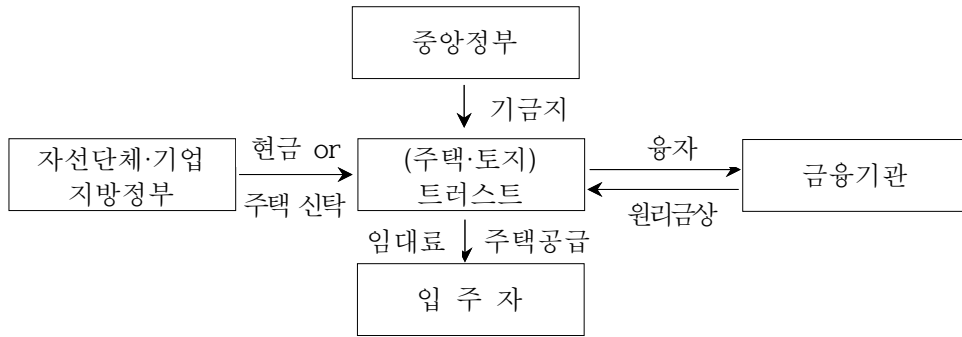 중앙정부
기금지
자선단체·기업
지방정부
현금 or
주택 신탁
(주택·토지)
트러스트
융자
원리금상
금융기관
임대료 주택공급
입 주 자